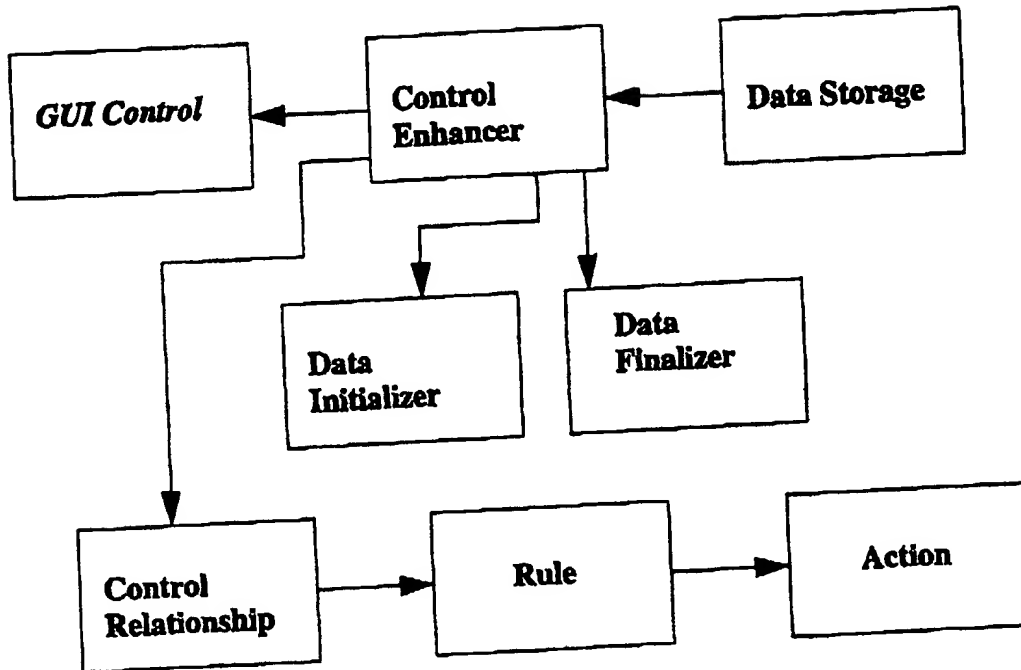 GUI Control
Control
Enhancer
Data Storage
Data
Initializer
Data
Finalizer
Control
Relationship
Rule
Action